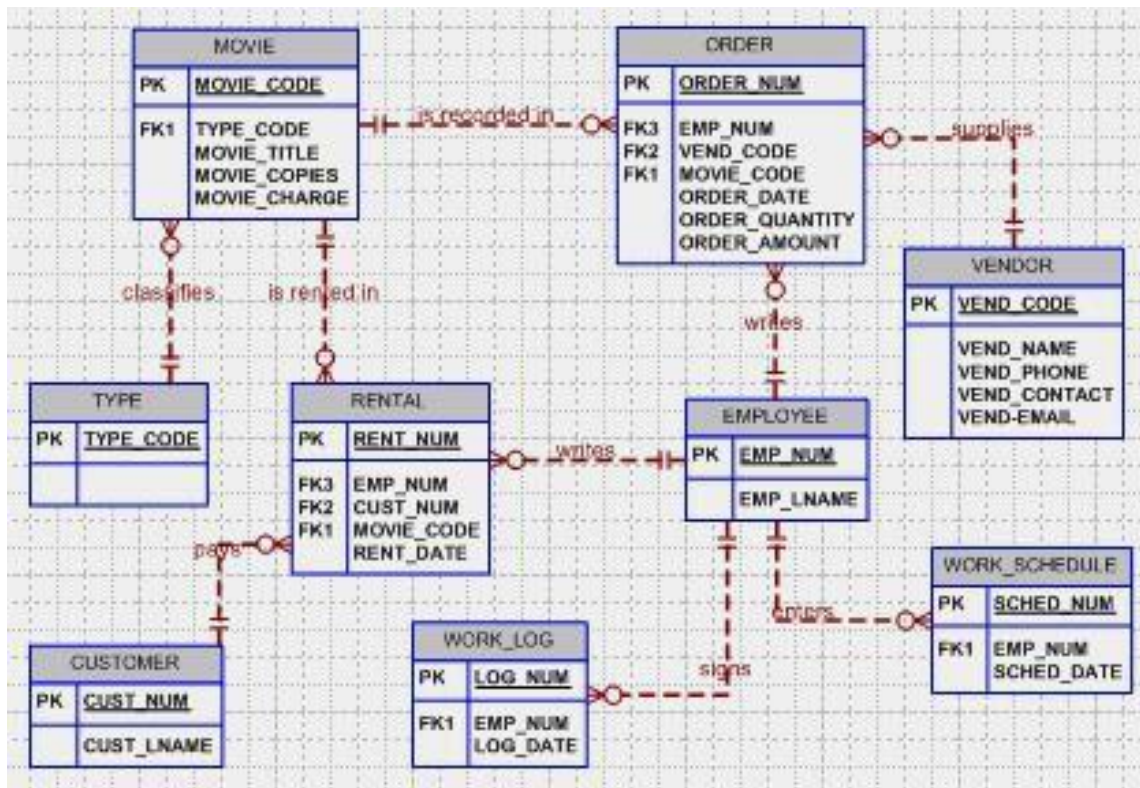 MOVIE
PK MOVIE_CODE
FK1 TYPE_CODE
MOVIE_TITLE
MOVIE_COPIES
MOVIE_CHARGE
is recorded in
ORDER
PK ORDER_NUM
FK3 EMP_NUM
FK2 VEND_CODE
FK1 MOVIE_CODE
ORDER_DATE
ORDER_QUANTITY
ORDER_AMOUNT
supplies
VENDOR
PK VEND_CODE
VEND_NAME
VEND_PHONE
VEND_CONTACT
VEND-EMAIL
classifies
is rented in
writes
TYPE
PK TYPE_CODE
RENTAL
PK RENT_NUM
FK3 EMP_NUM
FK2 CUST_NUM
FK1 MOVIE_CODE
RENT_DATE
writes
EMPLOYEE
PK EMP_NUM
EMP_LNAME
pays
CUSTOMER
PK CUST_NUM
CUST_LNAME
WORK_LOG
PK LOG_NUM
FK1 EMP_NUM
LOG_DATE
signs
enters
WORK_SCHEDULE
PK SCHED_NUM
FK1 EMP_NUM
SCHED_DATE